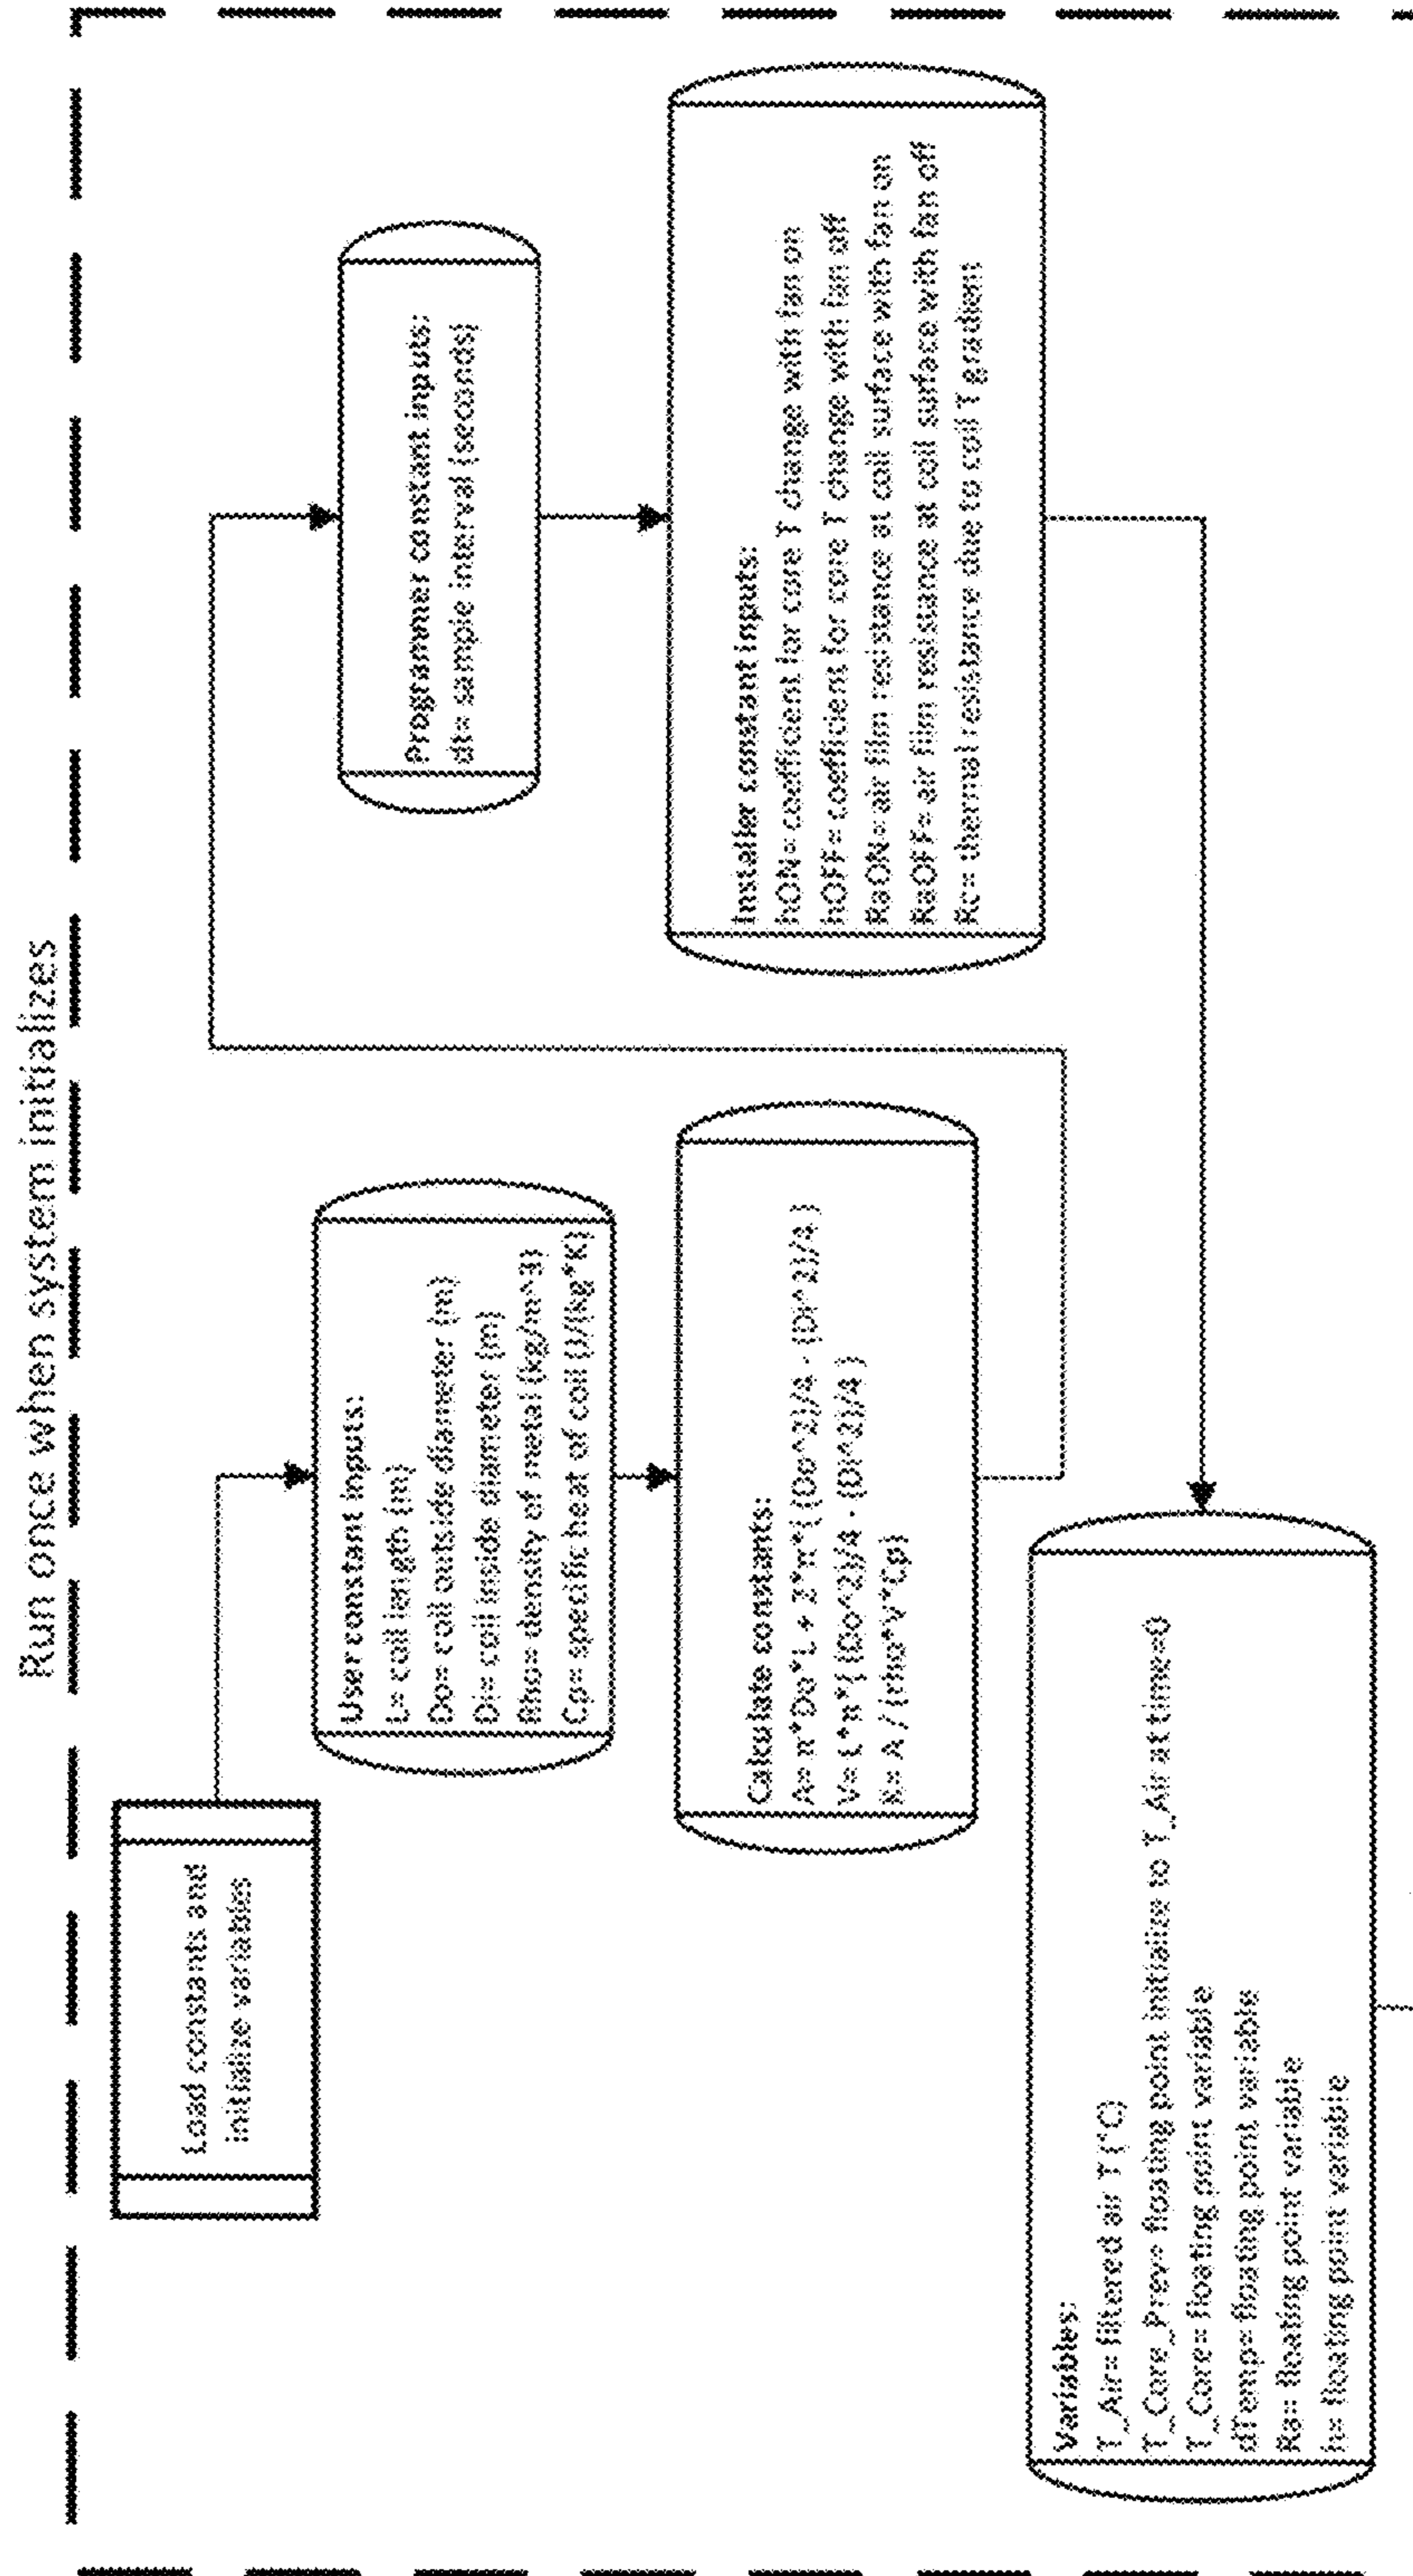 Run once when system initializes
Load constants and
initialize variables
User constant inputs:
L= coil length (m)
Do= coil outside diameter (m)
Di= coil inside diameter (m)
Rho= density of metal (kg/m^3)
Cp= specific heat of coil (J/(kg*K)
Calculate constants:
A= π*Do*L + 2*π*( (Do^2)/4 - (Di^2)/4 )
V= L*π*( (Do^2)/4 - (Di^2)/4 )
K= A / (rho*V*Cp)
Programmer constant inputs:
dt= sample interval (seconds)
Installer constant inputs:
hON= coefficient for core T change with fan on
hOFF= coefficient for core T change with fan off
RaON= air film resistance at coil surface with fan on
RaOFF= air film resistance at coil surface with fan off
Rc= thermal resistance due to coil T gradient
Variables:
T_Air= filtered air T (°C)
T_Core_Prev= floating point initialize to T_Air at time=0
T_Core= floating point variable
dTemp= floating point variable
Ra= floating point variable
h= floating point variable